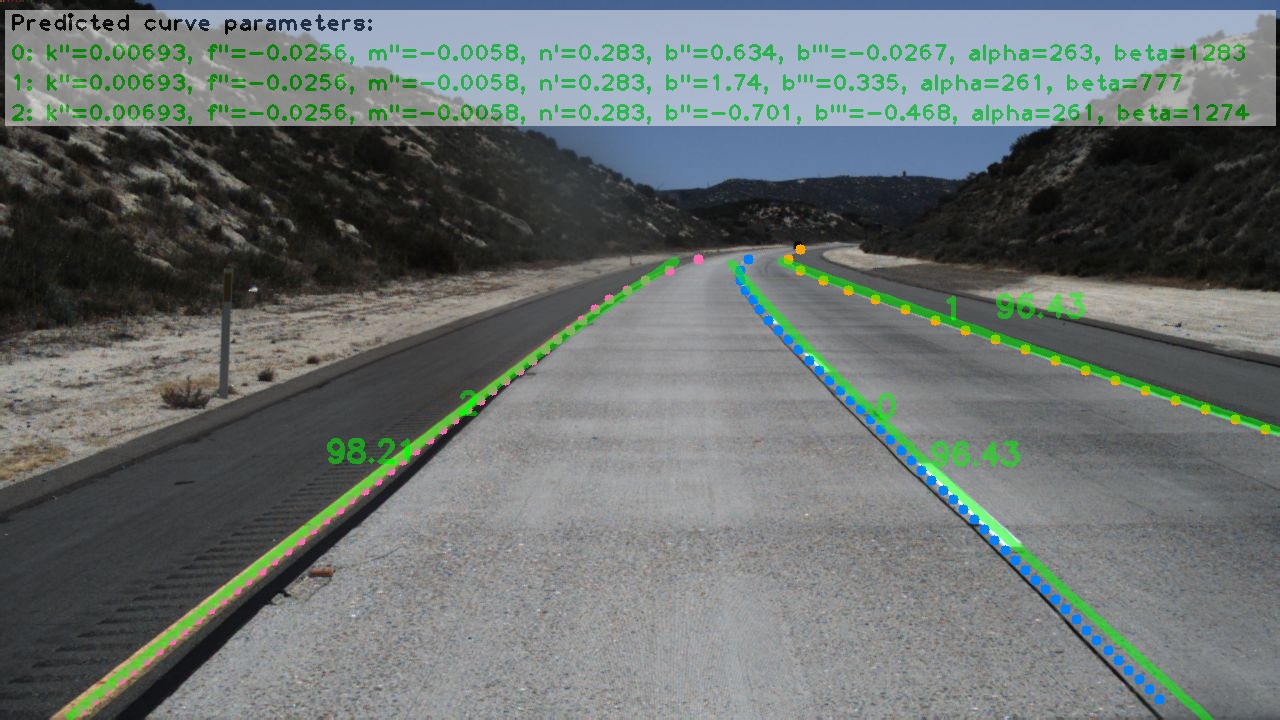 Predicted curve parameters:
0: k''=0.00693, f''=-0.0256, m''=-0.0058, n'=0.283, b''=0.634, b'''=-0.0267, alpha=263, beta=1283
1: k''=0.00693, f''=-0.0256, m''=-0.0058, n'=0.283, b''=1.74, b'''=0.335, alpha=261, beta=777
2: k''=0.00693, f''=-0.0256, m''=-0.0058, n'=0.283, b''=-0.701, b'''=-0.468, alpha=261, beta=1274
1 96.43
2
0
98.21
96.43